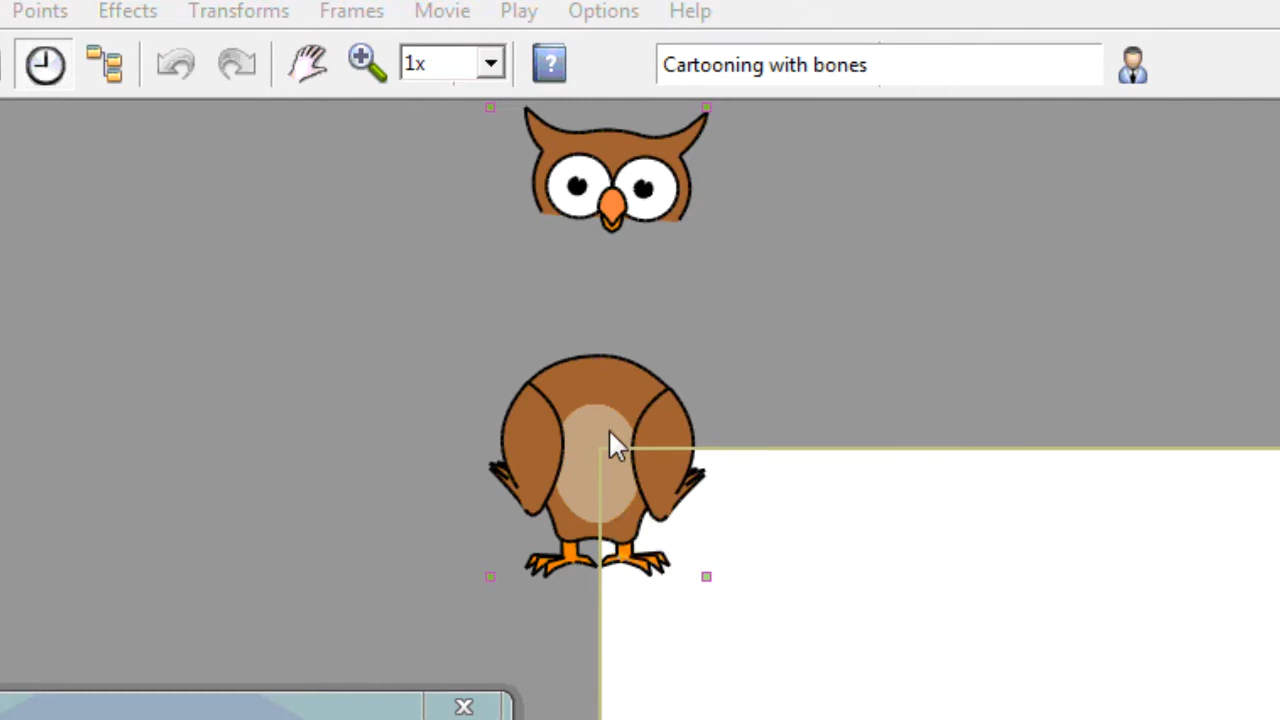 Points Effects Transforms Frames Movie Play Options Help
1x ? Cartooning with bones
X